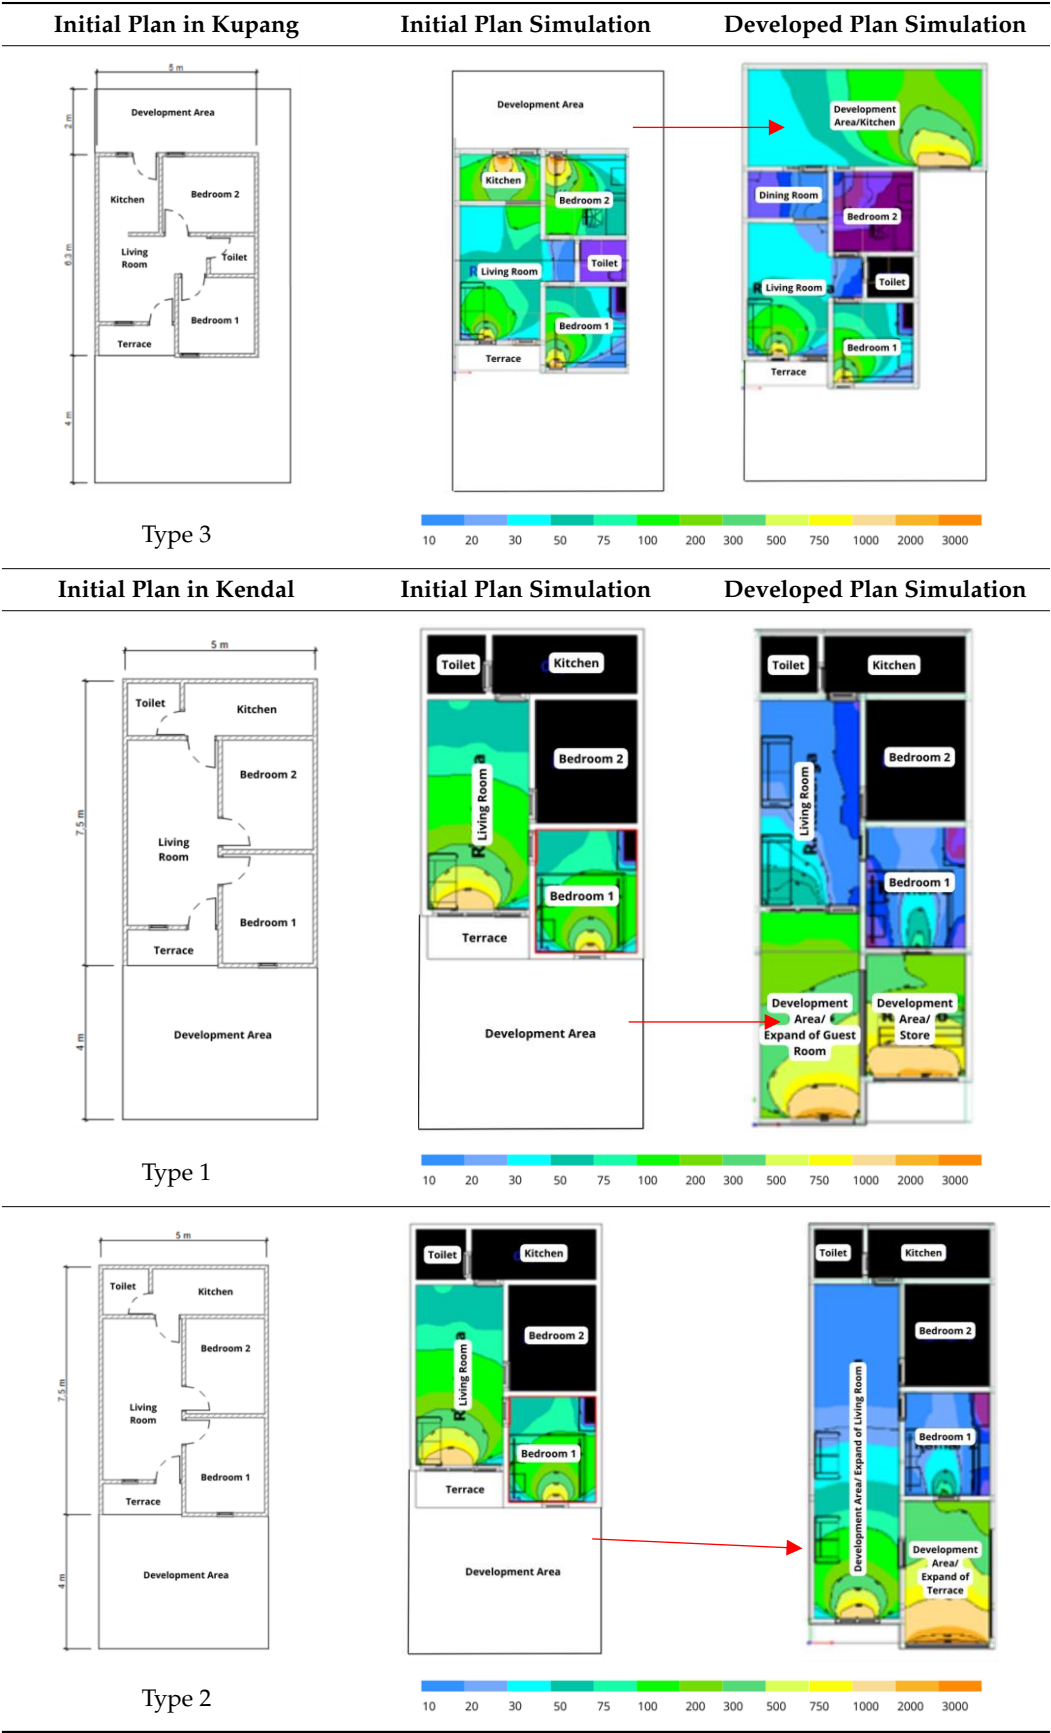 Initial Plan in Kupang Initial Plan Simulation Developed Plan Simulation
5 m
2 m
6.3 m
4 m
Development Area
Kitchen
Bedroom 2
Living
Room
Toilet
Bedroom 1
Terrace
Development Area
Kitchen
Bedroom 2
Living Room
Toilet
Bedroom 1
Terrace
Development
Area/Kitchen
Dining Room
Bedroom 2
Living Room
Toilet
Bedroom 1
Terrace
Type 3
10 20 30 50 75 100 200 300 500 750 1000 2000 3000
Initial Plan in Kendal Initial Plan Simulation Developed Plan Simulation
5 m
7.5 m
4 m
Toilet
Kitchen
Bedroom 2
Living
Room
Bedroom 1
Terrace
Development Area
Toilet
Kitchen
Living Room
Bedroom 2
Bedroom 1
Terrace
Development Area
Toilet
Kitchen
Living Room
Bedroom 2
Bedroom 1
Development
Area/
Expand of Guest
Room
Development
Area/
Store
Type 1
10 20 30 50 75 100 200 300 500 750 1000 2000 3000
5 m
7.5 m
4 m
Toilet
Kitchen
Bedroom 2
Living
Room
Bedroom 1
Terrace
Development Area
Toilet
Kitchen
Living Room
Bedroom 2
Bedroom 1
Terrace
Development Area
Toilet
Kitchen
Bedroom 2
Development Area/ Expand of Living Room
Bedroom 1
Development
Area/
Expand of
Terrace
Type 2
10 20 30 50 75 100 200 300 500 750 1000 2000 3000